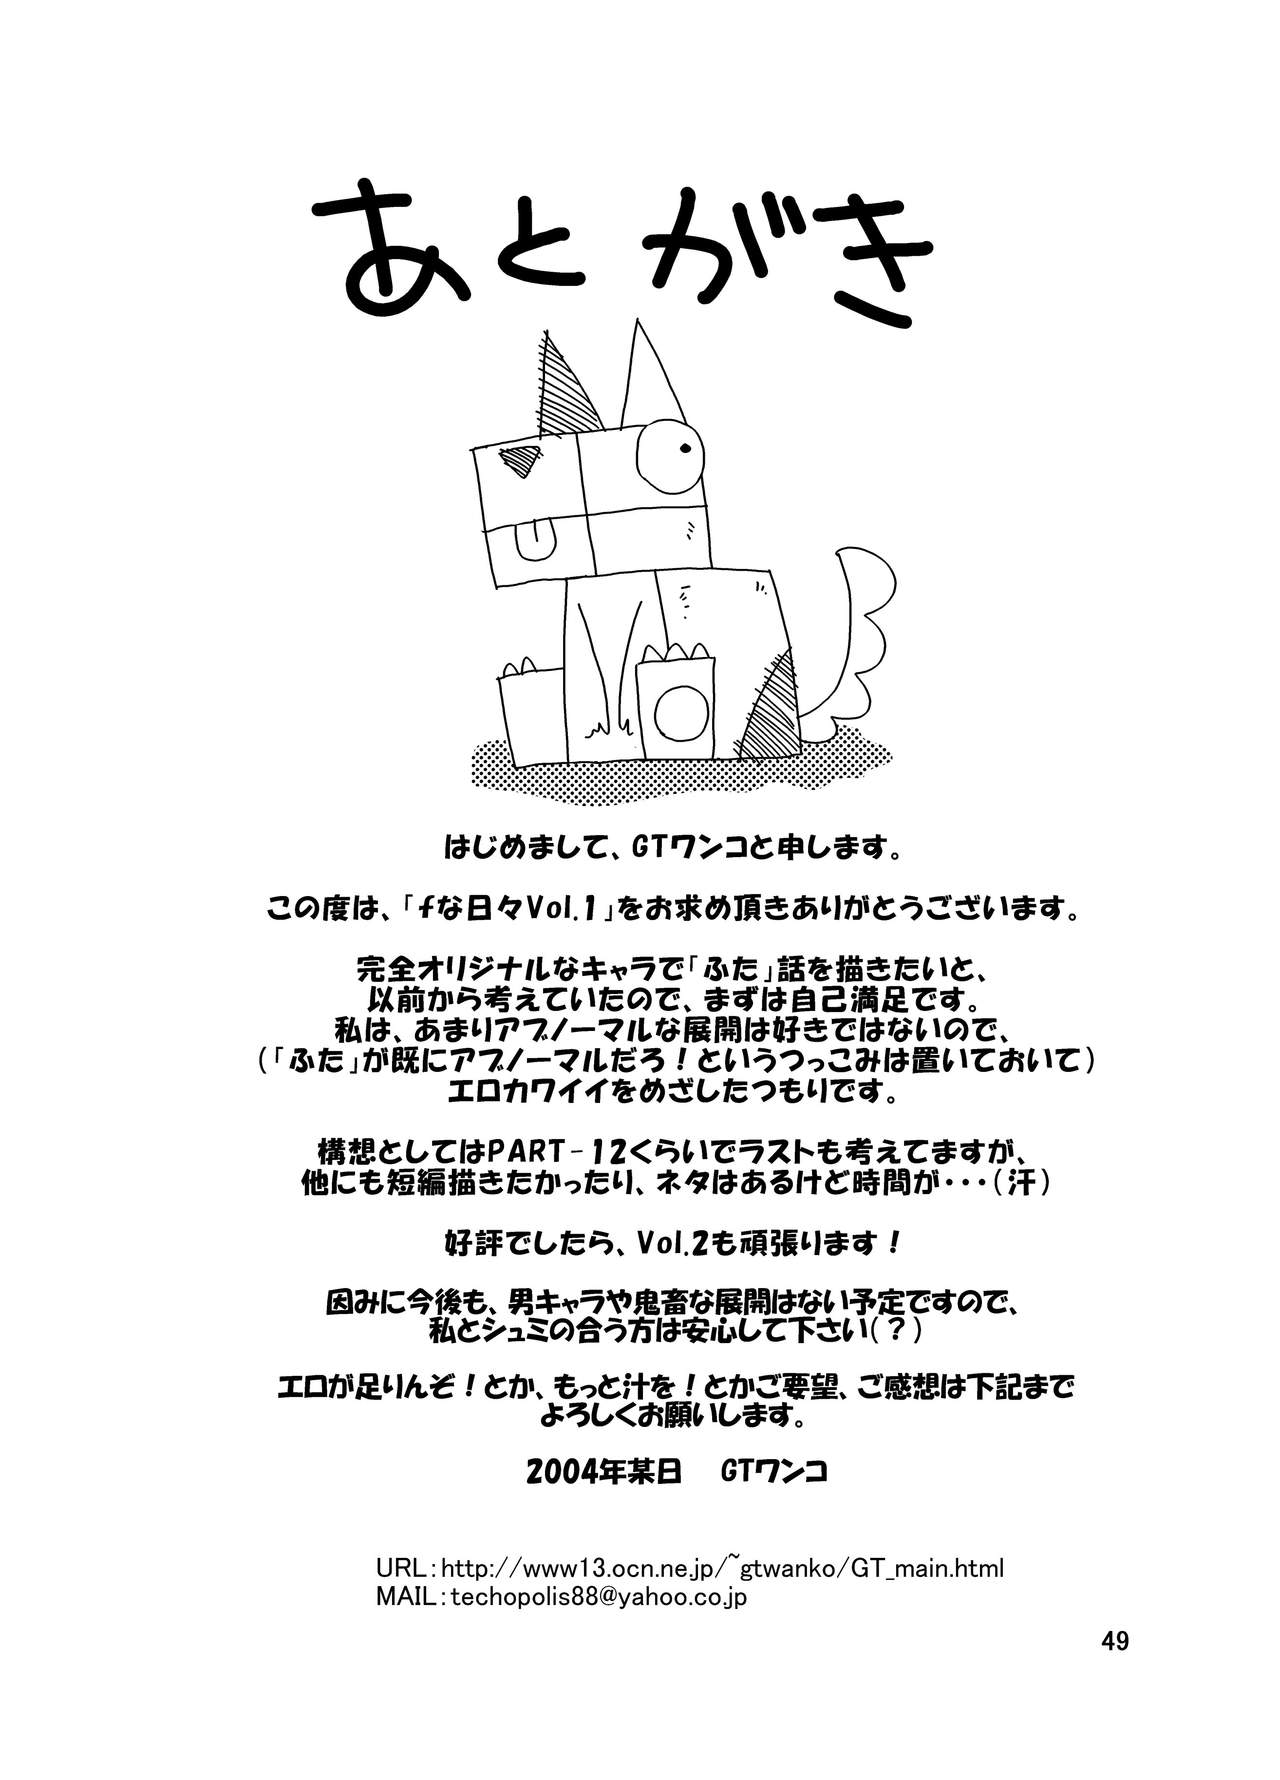 あとがき
はじめまして、GTワンコと申します。
この度は、「fな日々Vol.1」をお求め頂きありがとうございます。
完全オリジナルなキャラで「ふた」話を描きたいと、
以前から考えていたので、まずは自己満足です。
私は、あまりアブノーマルな展開は好きではないので、
（「ふた」が既にアブノーマルだろ！というつっこみは置いておいて）
エロカワイイをめざしたつもりです。
構想としてはPART-12くらいでラストも考えてますが、
他にも短編描きたかったり、ネタはあるけど時間が・・・（汗）
好評でしたら、Vol.2も頑張ります！
因みに今後も、男キャラや鬼畜な展開はない予定ですので、
私とシュミの合う方は安心して下さい（？）
エロが足りんぞ！とか、もっと汁を！とかご要望、ご感想は下記まで
よろしくお願いします。
2004年某日　GTワンコ
URL：http://www13.ocn.ne.jp/~gtwanko/GT_main.html
MAIL：techopolis88@yahoo.co.jp
49